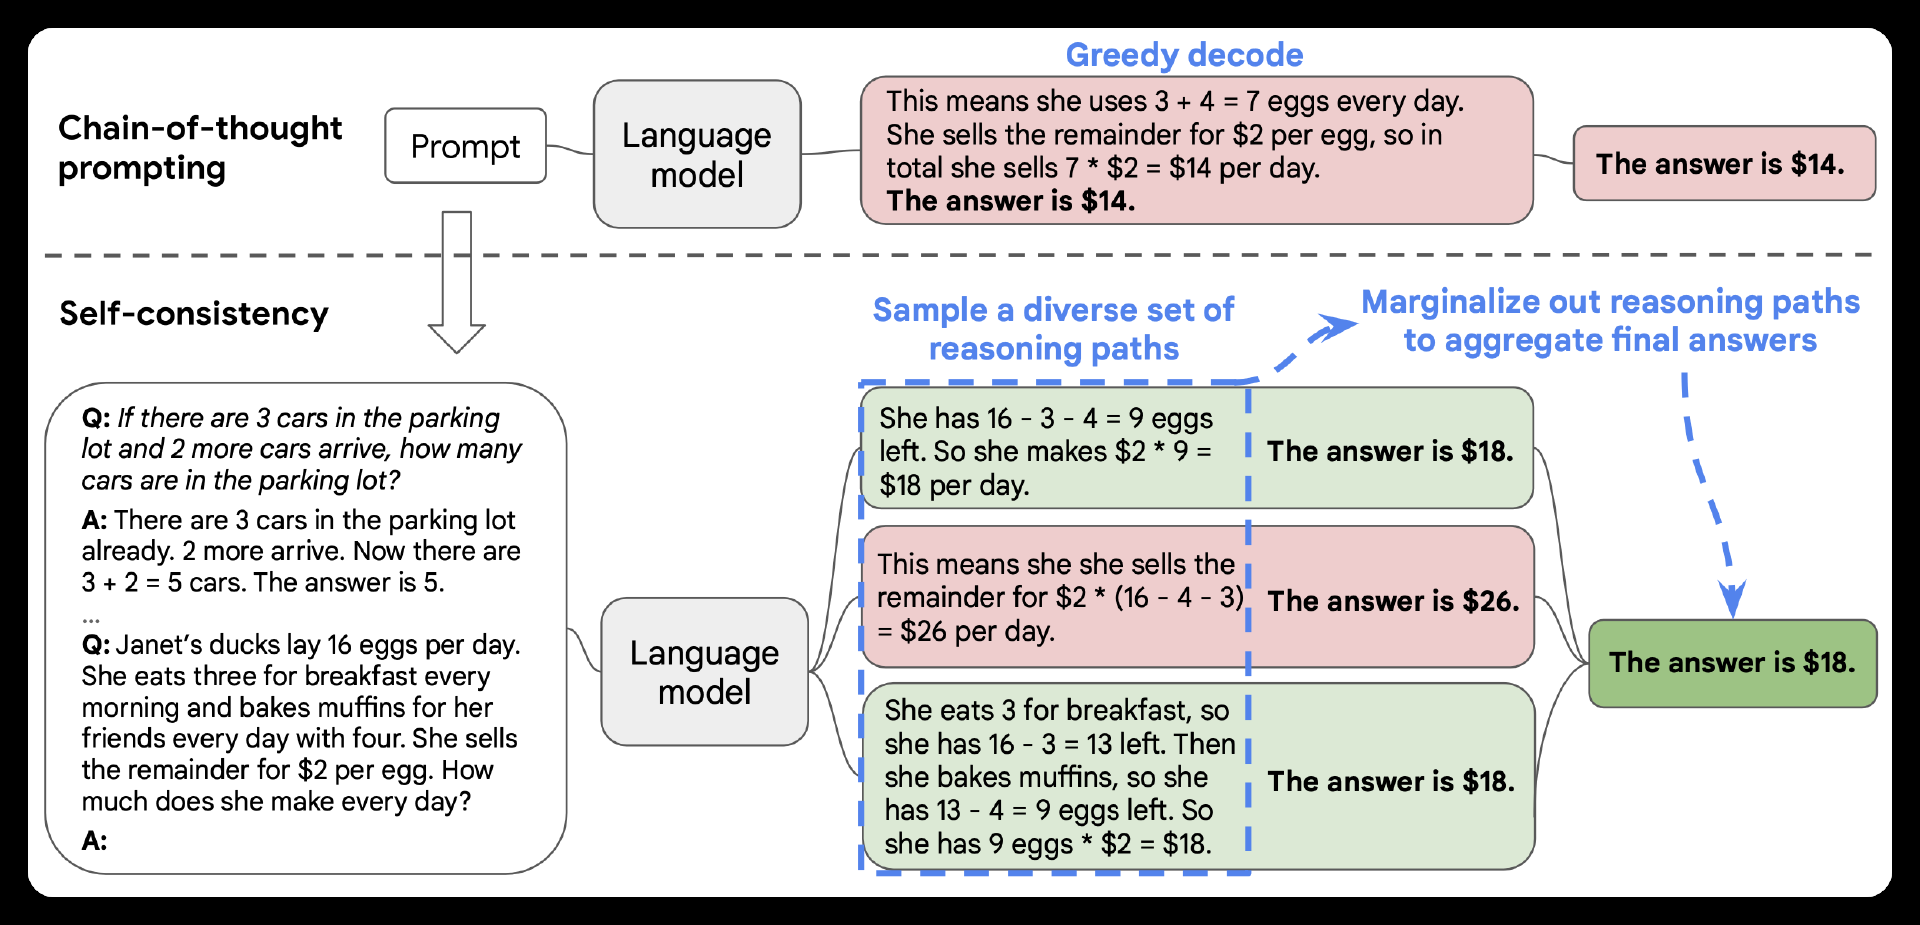 Greedy decode
Chain-of-thought
prompting
Prompt
Language
model
This means she uses 3 + 4 = 7 eggs every day.
She sells the remainder for $2 per egg, so in
total she sells 7 * $2 = $14 per day.
The answer is $14.
The answer is $14.
Self-consistency
Sample a diverse set of
reasoning paths
Marginalize out reasoning paths
to aggregate final answers
Q: If there are 3 cars in the parking
lot and 2 more cars arrive, how many
cars are in the parking lot?
A: There are 3 cars in the parking lot
already. 2 more arrive. Now there are
3 + 2 = 5 cars. The answer is 5.
...
Q: Janet's ducks lay 16 eggs per day.
She eats three for breakfast every
morning and bakes muffins for her
friends every day with four. She sells
the remainder for $2 per egg. How
much does she make every day?
A:
Language
model
She has 16 - 3 - 4 = 9 eggs
left. So she makes $2 * 9 =
$18 per day.
The answer is $18.
This means she she sells the
remainder for $2 * (16 - 4 - 3)
= $26 per day.
The answer is $26.
She eats 3 for breakfast, so
she has 16 - 3 = 13 left. Then
she bakes muffins, so she
has 13 - 4 = 9 eggs left. So
she has 9 eggs * $2 = $18.
The answer is $18.
The answer is $18.